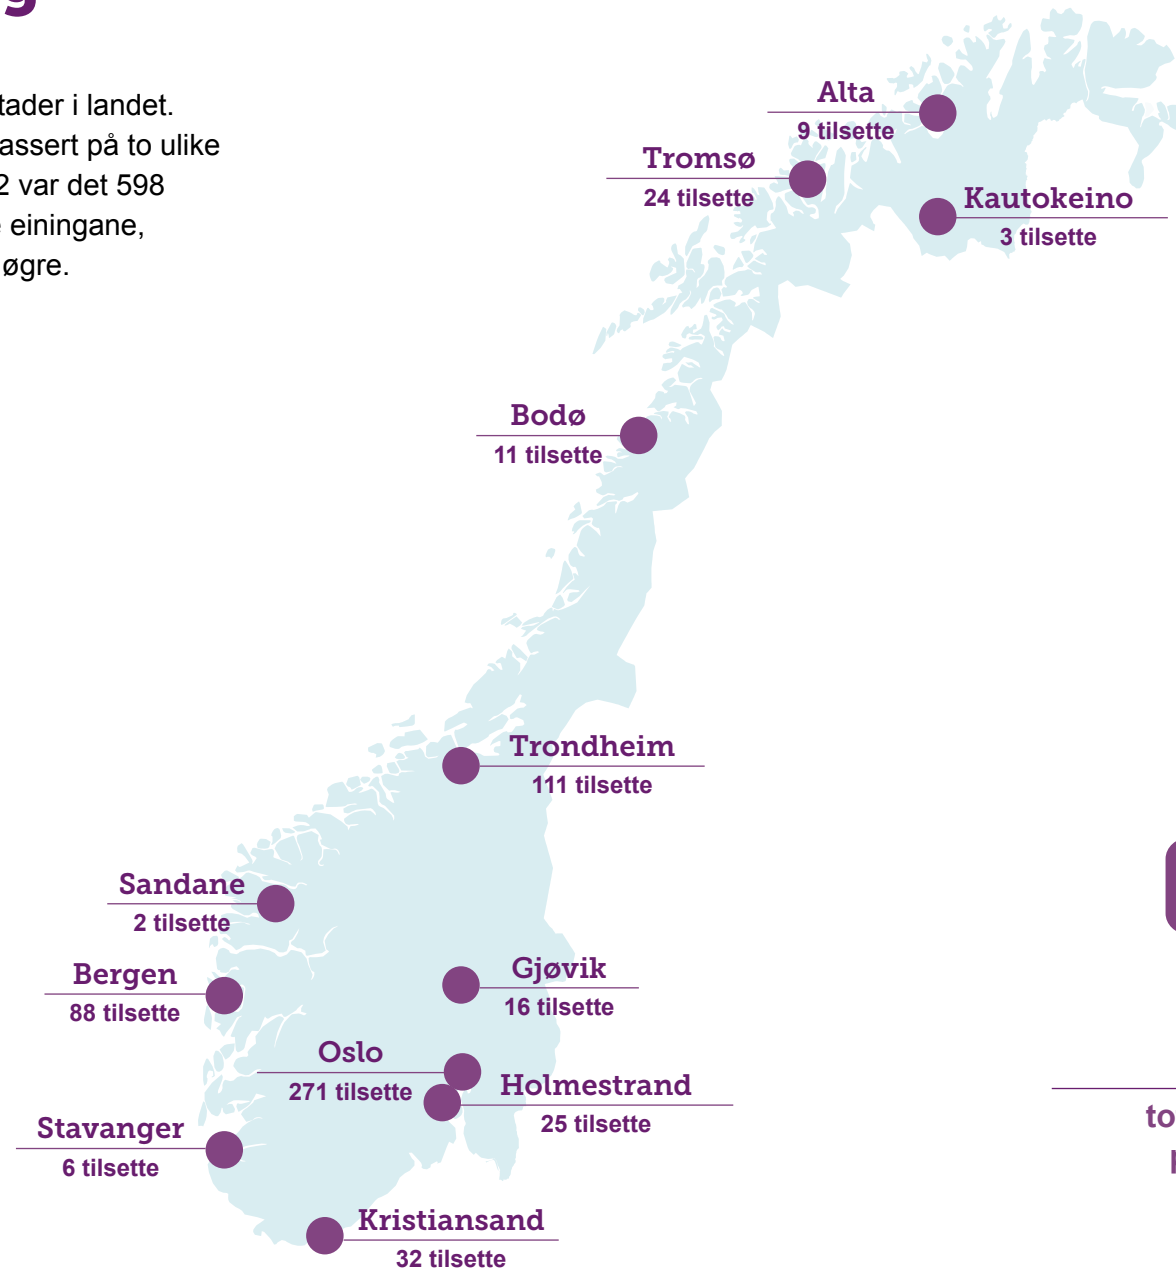 g
tader i landet.
assert på to ulike
2 var det 598
e einingane,
øgre.
Alta
9 tilsette
Tromsø
24 tilsette
Kautokeino
3 tilsette
Bodø
11 tilsette
Trondheim
111 tilsette
Sandane
2 tilsette
Bergen
88 tilsette
Gjøvik
16 tilsette
Oslo
271 tilsette
Holmestrand
25 tilsette
Stavanger
6 tilsette
Kristiansand
32 tilsette
to